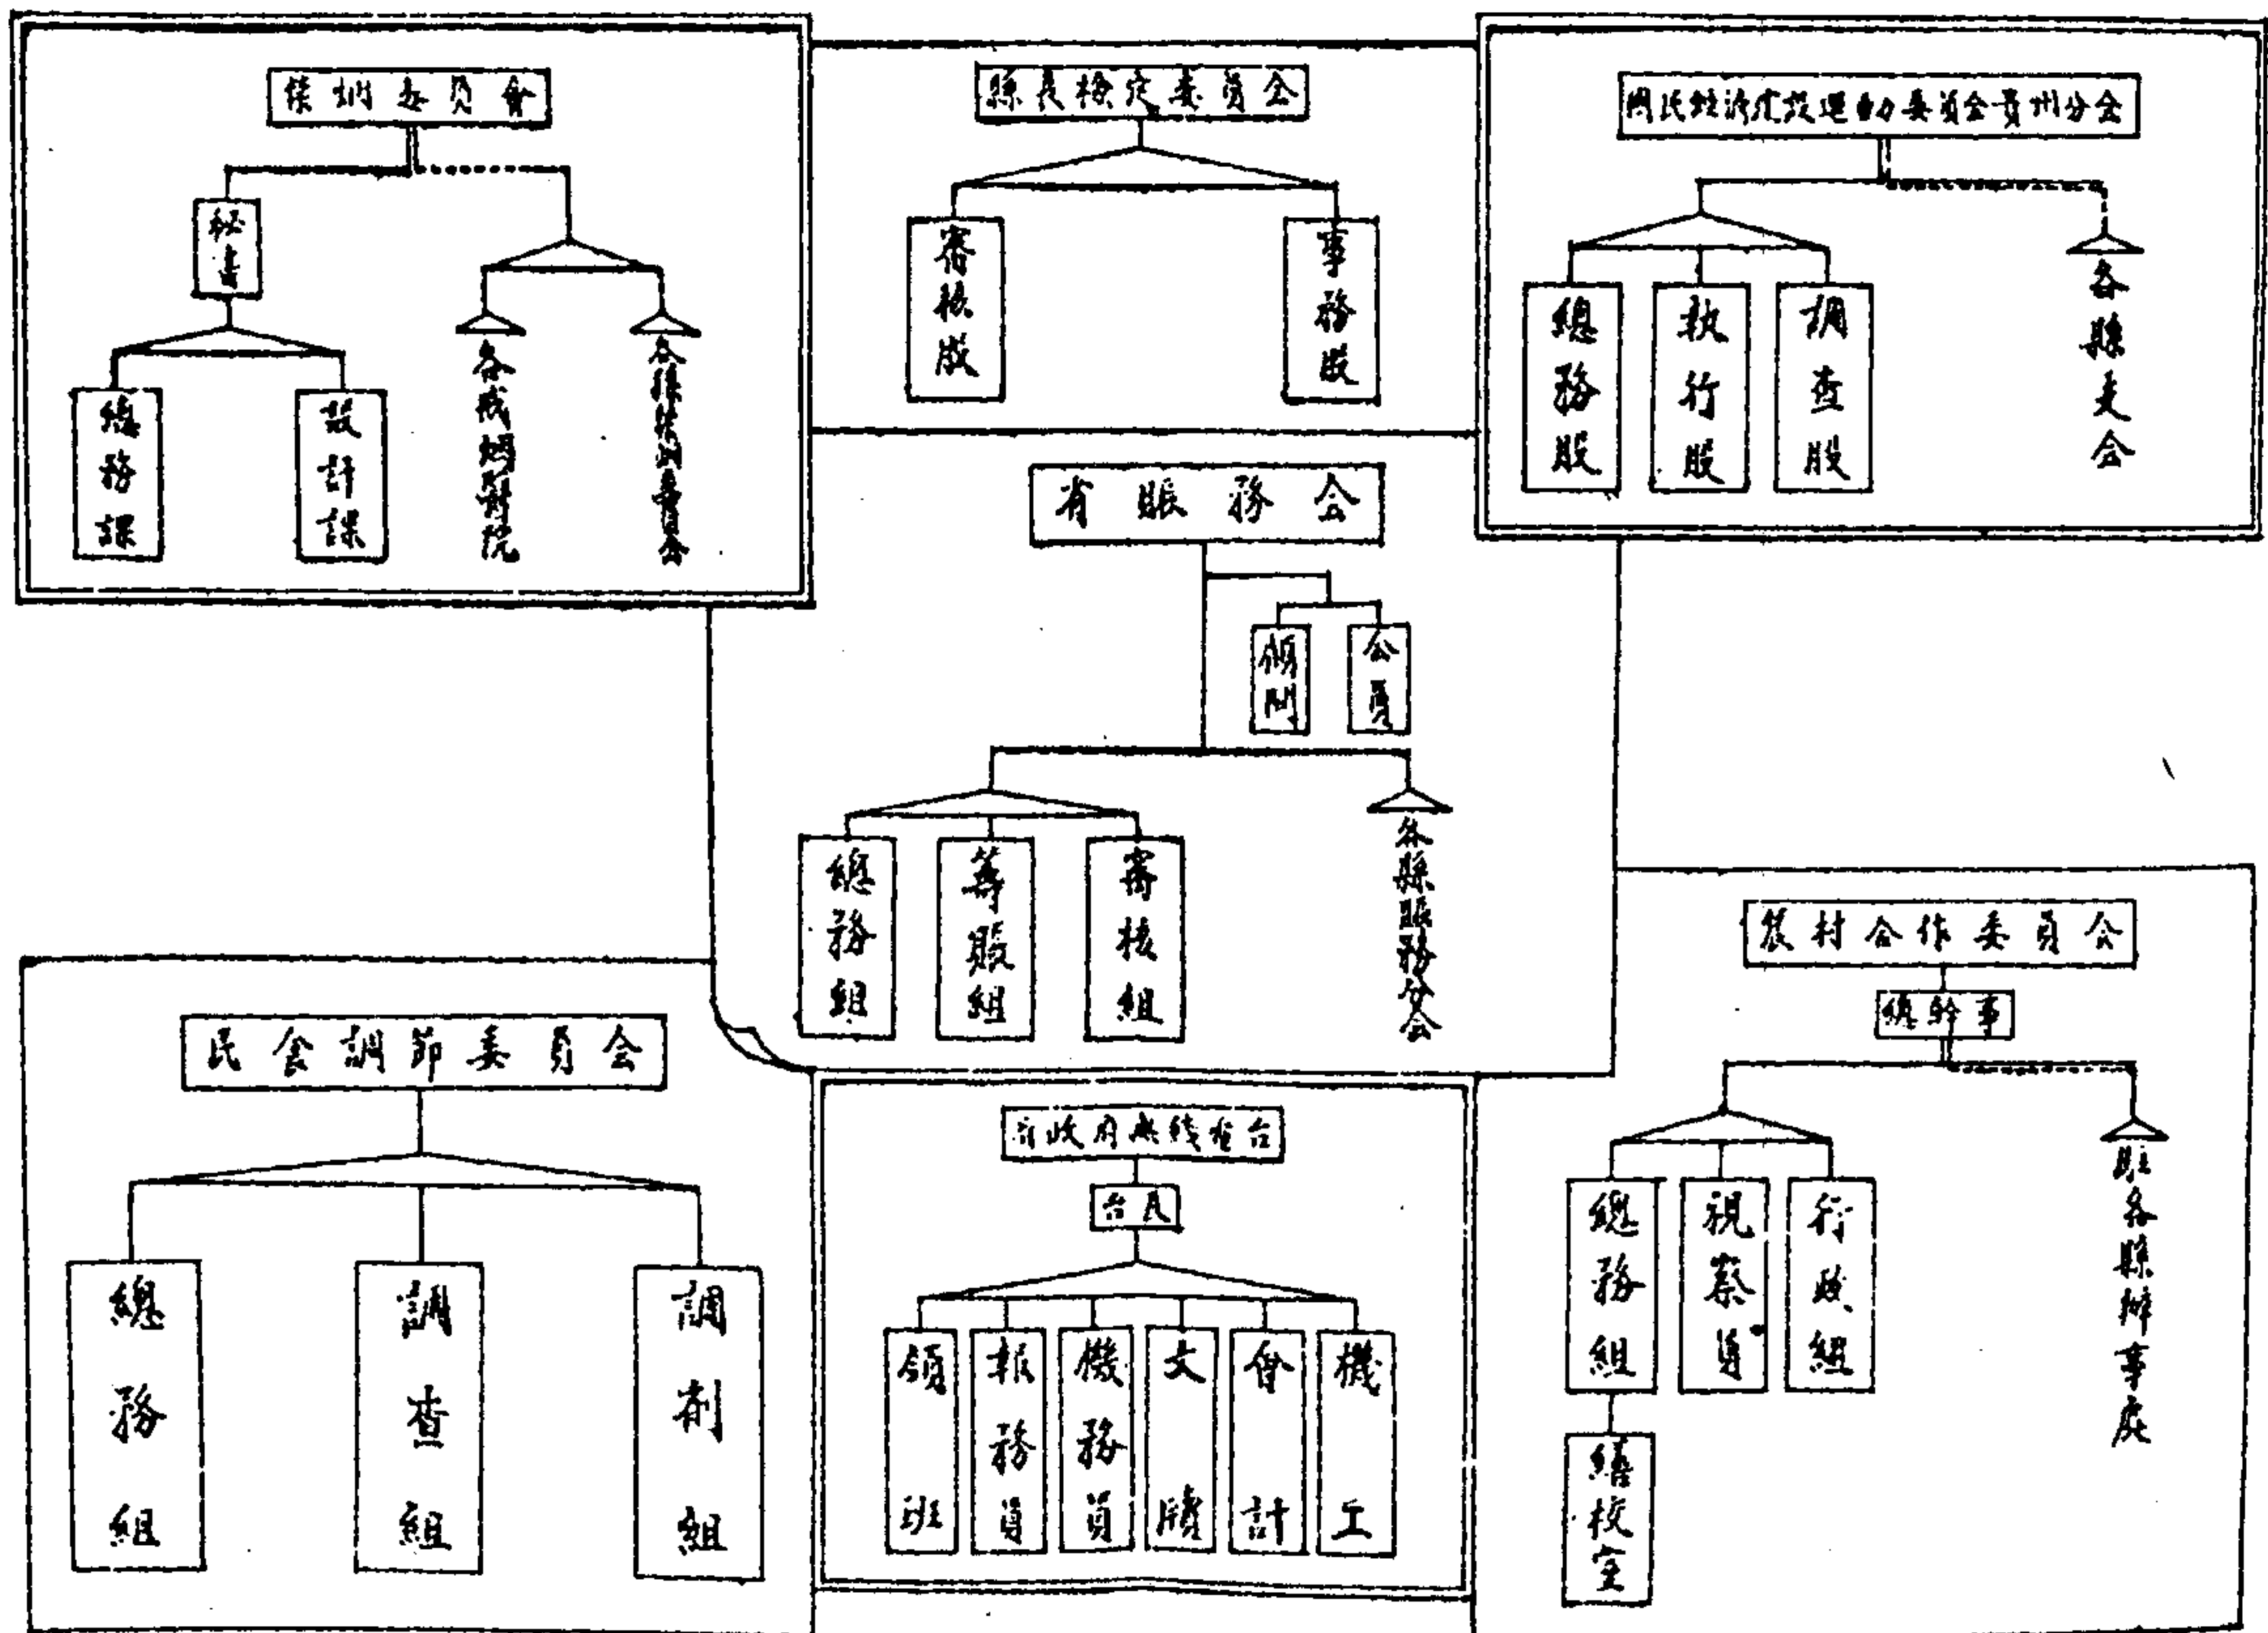 禁烟委員會
秘書
總務課
設計課
各戒烟醫院
各縣禁烟委員会
縣長檢定委員会
審核股
事務股
國民經濟建設運動委員会貴州分会
總務股
執行股
調查股
各縣支会
省賑務会
顧問
会員
總務組
籌賑組
審核組
各縣賑務分会
民食調節委員会
總務組
調查組
調劑組
省政府無綫電台
台長
領班
報務員
機務員
文牘
會計
機工
農村合作委員会
總幹事
總務組
視察員
行政組
繕校室
駐各縣辦事處